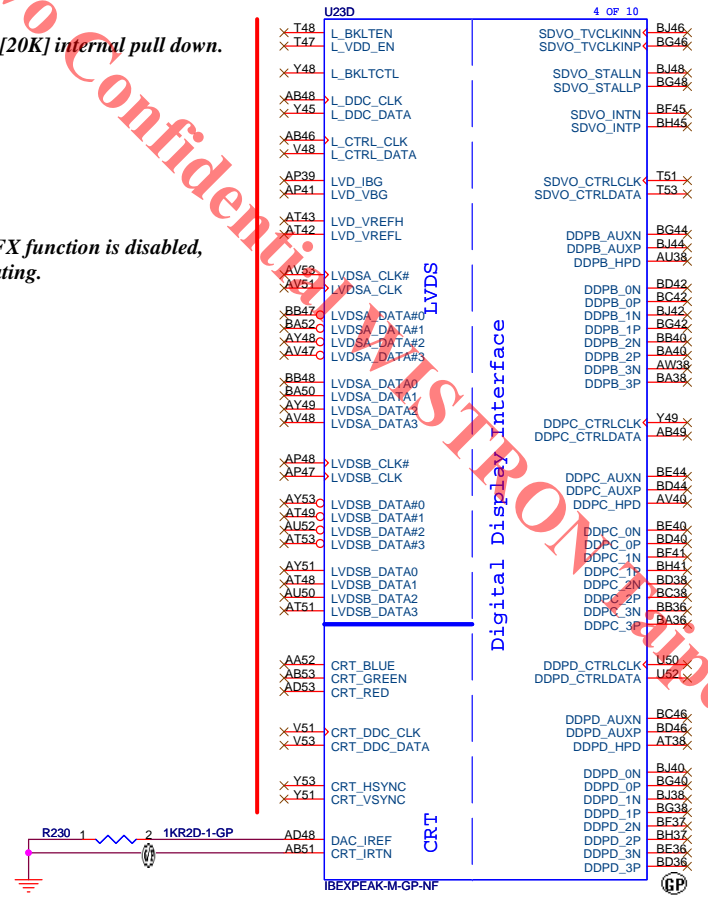 U23D
4 OF 10
[20K] internal pull down.
FX function is disabled,
ating.
T48 L_BKLTEN
T47 L_VDD_EN
Y48 L_BKLTCTL
AB48 L_DDC_CLK
Y45 L_DDC_DATA
AB46 L_CTRL_CLK
V48 L_CTRL_DATA
AP39 LVD_IBG
AP41 LVD_VBG
AT43 LVD_VREFH
AT42 LVD_VREFL
AV53 LVDSA_CLK#
AV51 LVDSA_CLK
BB47 LVDSA_DATA#0
BA52 LVDSA_DATA#1
AY48 LVDSA_DATA#2
AV47 LVDSA_DATA#3
BB48 LVDSA_DATA0
BA50 LVDSA_DATA1
AY49 LVDSA_DATA2
AV48 LVDSA_DATA3
AP48 LVDSB_CLK#
AP47 LVDSB_CLK
AY53 LVDSB_DATA#0
AT49 LVDSB_DATA#1
AU52 LVDSB_DATA#2
AT53 LVDSB_DATA#3
AY51 LVDSB_DATA0
AT48 LVDSB_DATA1
AU50 LVDSB_DATA2
AT51 LVDSB_DATA3
AA52 CRT_BLUE
AB53 CRT_GREEN
AD53 CRT_RED
V51 CRT_DDC_CLK
V53 CRT_DDC_DATA
Y53 CRT_HSYNC
Y51 CRT_VSYNC
R230 1 2 1KR2D-1-GP
AD48 DAC_IREF
AB51 CRT_IRTN
LVDS
CRT
Digital Display Interface
SDVO_TVCLKINN BJ46
SDVO_TVCLKINP BG46
SDVO_STALLN BJ48
SDVO_STALLP BG48
SDVO_INTN BF45
SDVO_INTP BH45
SDVO_CTRLCLK T51
SDVO_CTRLDATA T53
DDPB_AUXN BG44
DDPB_AUXP BJ44
DDPB_HPD AU38
DDPB_0N BD42
DDPB_0P BC42
DDPB_1N BJ42
DDPB_1P BG42
DDPB_2N BB40
DDPB_2P BA40
DDPB_3N AW38
DDPB_3P BA38
DDPC_CTRLCLK Y49
DDPC_CTRLDATA AB49
DDPC_AUXN BE44
DDPC_AUXP BD44
DDPC_HPD AV40
DDPC_0N BE40
DDPC_0P BD40
DDPC_1N BF41
DDPC_1P BH41
DDPC_2N BD38
DDPC_2P BC38
DDPC_3N BB36
DDPC_3P BA36
DDPD_CTRLCLK U50
DDPD_CTRLDATA U52
DDPD_AUXN BC46
DDPD_AUXP BD46
DDPD_HPD AT38
DDPD_0N BJ40
DDPD_0P BG40
DDPD_1N BJ38
DDPD_1P BG38
DDPD_2N BF37
DDPD_2P BH37
DDPD_3N BE36
DDPD_3P BD36
IBEXPEAK-M-GP-NF
GP
vo Confidential WISTRON Taipe